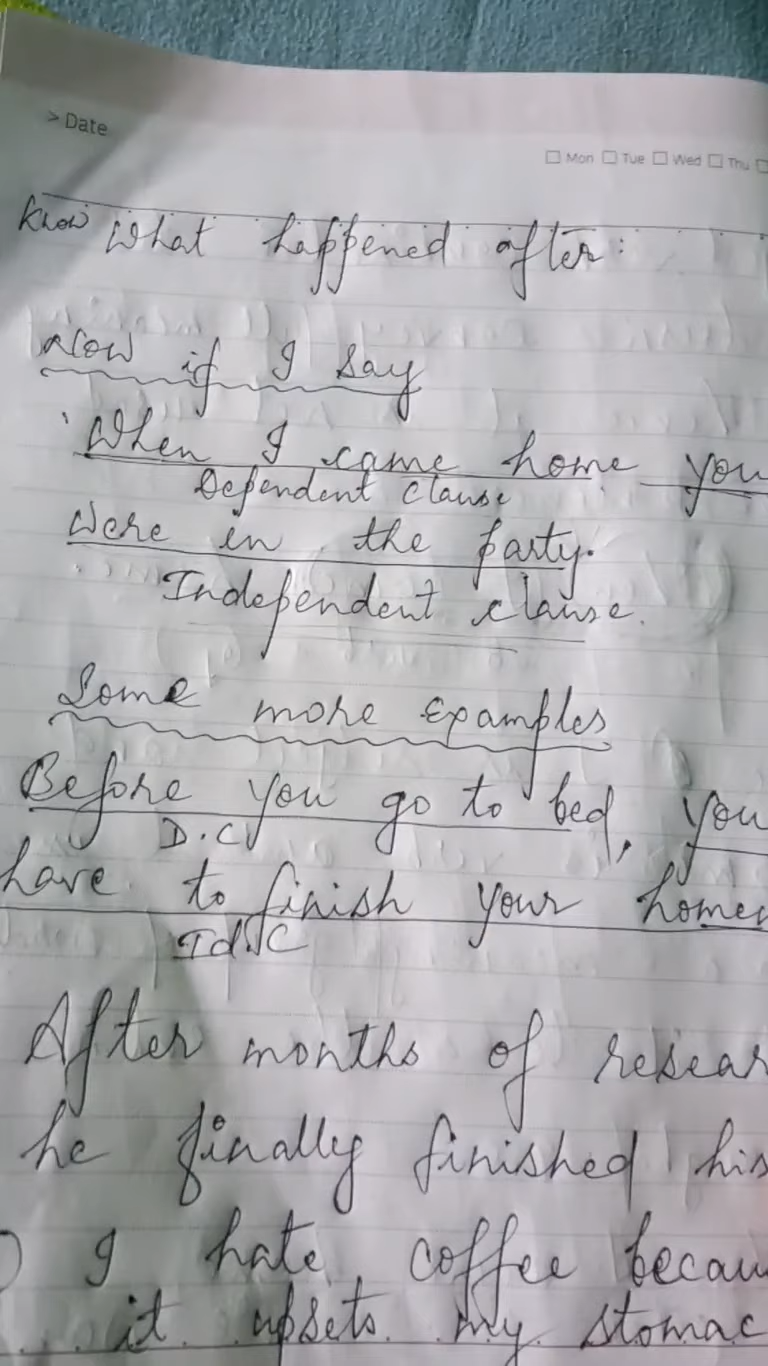 > Date
Mon Tue Wed Thu
know what happened after:
Now if I say
'When I came home you
Dependent clause
were in the party.
Independent clause.
Some more examples
Before you go to bed, you
D.C
have to finish your
Id.C
After months of
he finally finished his
I hate coffee
it upsets my